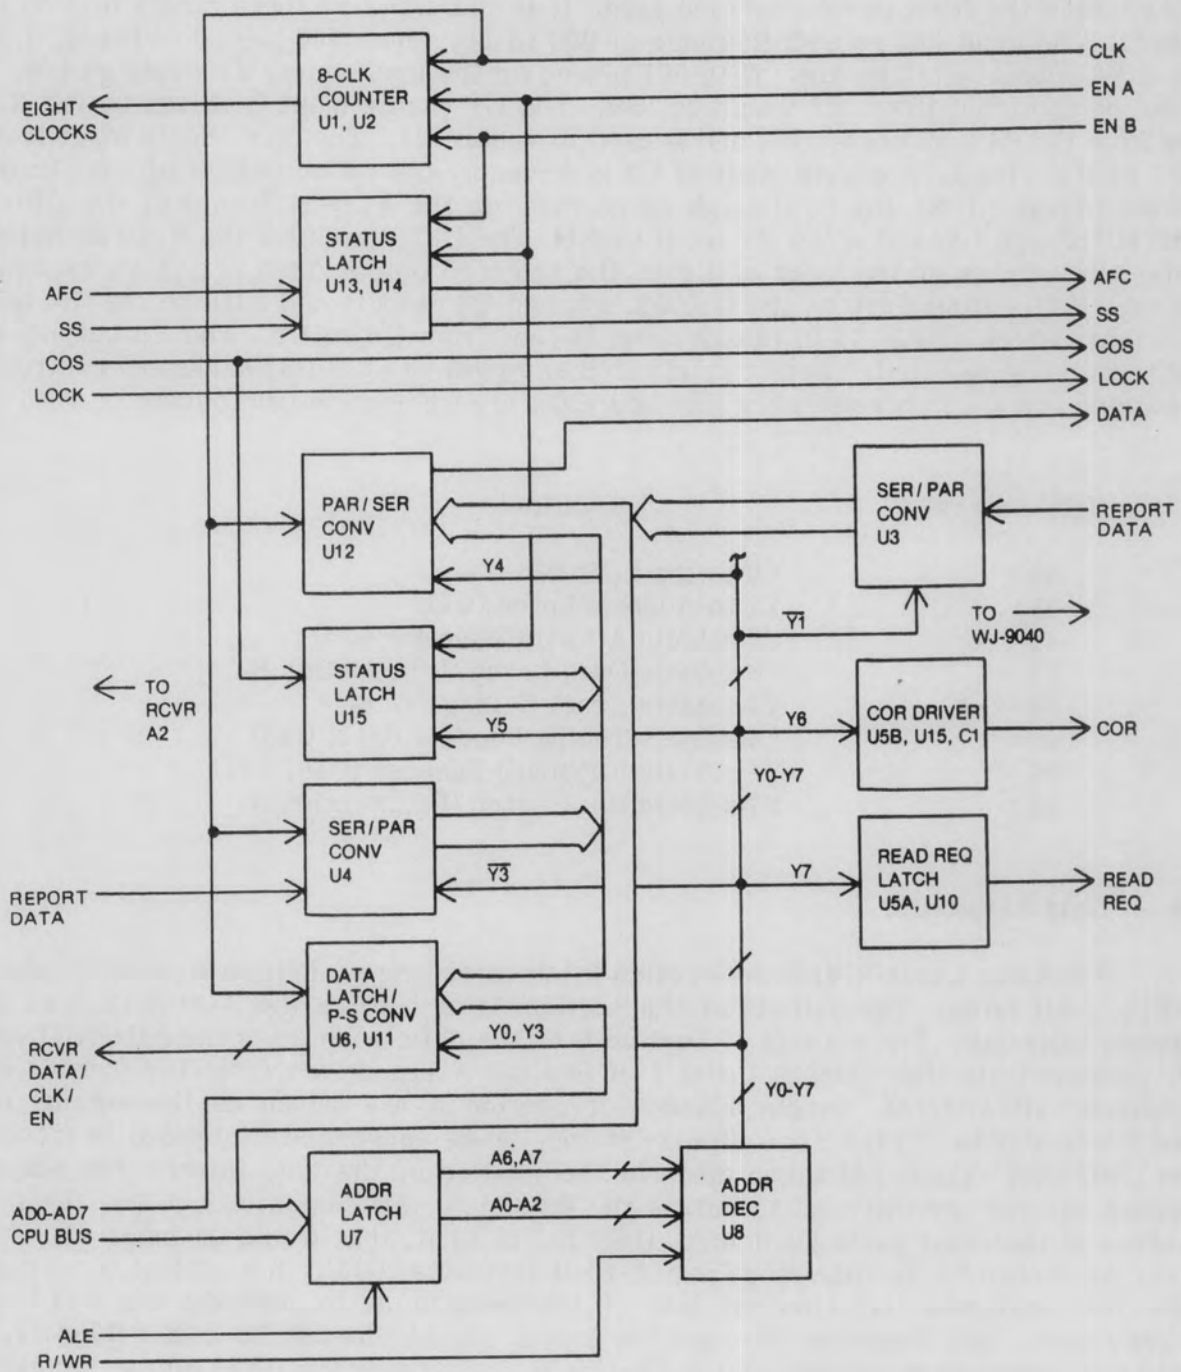 8-CLK
COUNTER
U1, U2
CLK
EN A
EN B
EIGHT
CLOCKS
STATUS
LATCH
U13, U14
AFC
SS
COS
LOCK
AFC
SS
COS
LOCK
DATA
PAR / SER
CONV
U12
Y4
SER / PAR
CONV
U3
REPORT
DATA
Y1
TO
WJ-9040
STATUS
LATCH
U15
Y5
TO
RCVR
A2
Y6
COR DRIVER
U5B, U15, C1
COR
Y0-Y7
SER / PAR
CONV
U4
Y3
REPORT
DATA
Y7
READ REQ
LATCH
U5A, U10
READ
REQ
DATA
LATCH /
P-S CONV
U6, U11
Y0, Y3
RCVR
DATA /
CLK /
EN
Y0-Y7
AD0-AD7
CPU BUS
ADDR
LATCH
U7
A6, A7
A0-A2
ADDR
DEC
U8
ALE
R / WR